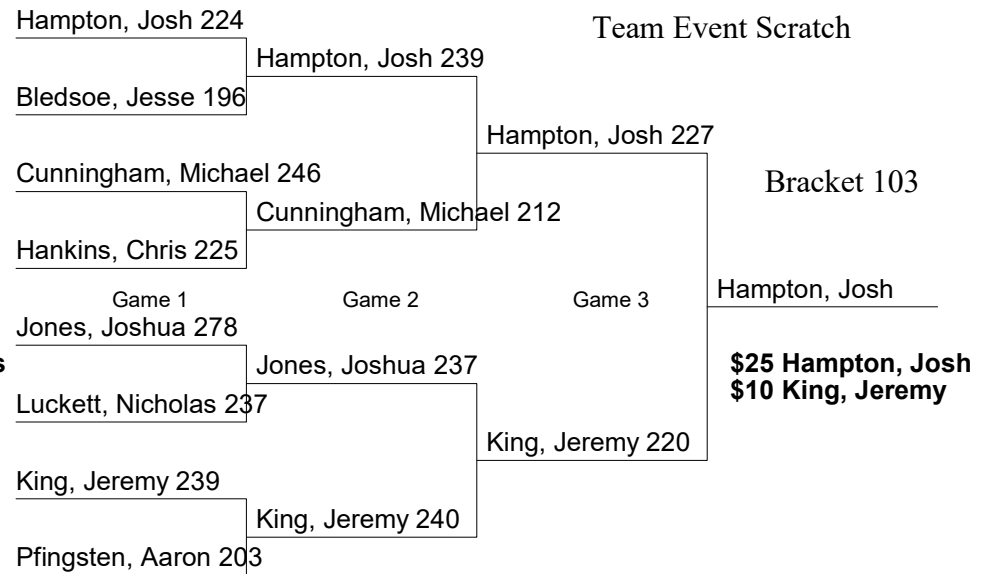 Hampton, Josh 224
Team Event Scratch
Hampton, Josh 239
Bledsoe, Jesse 196
Hampton, Josh 227
Cunningham, Michael 246
Bracket 103
Cunningham, Michael 212
Hankins, Chris 225
Game 1
Game 2
Game 3
Hampton, Josh
Jones, Joshua 278
s
Jones, Joshua 237
$25 Hampton, Josh
$10 King, Jeremy
Luckett, Nicholas 237
King, Jeremy 220
King, Jeremy 239
King, Jeremy 240
Pfingsten, Aaron 203